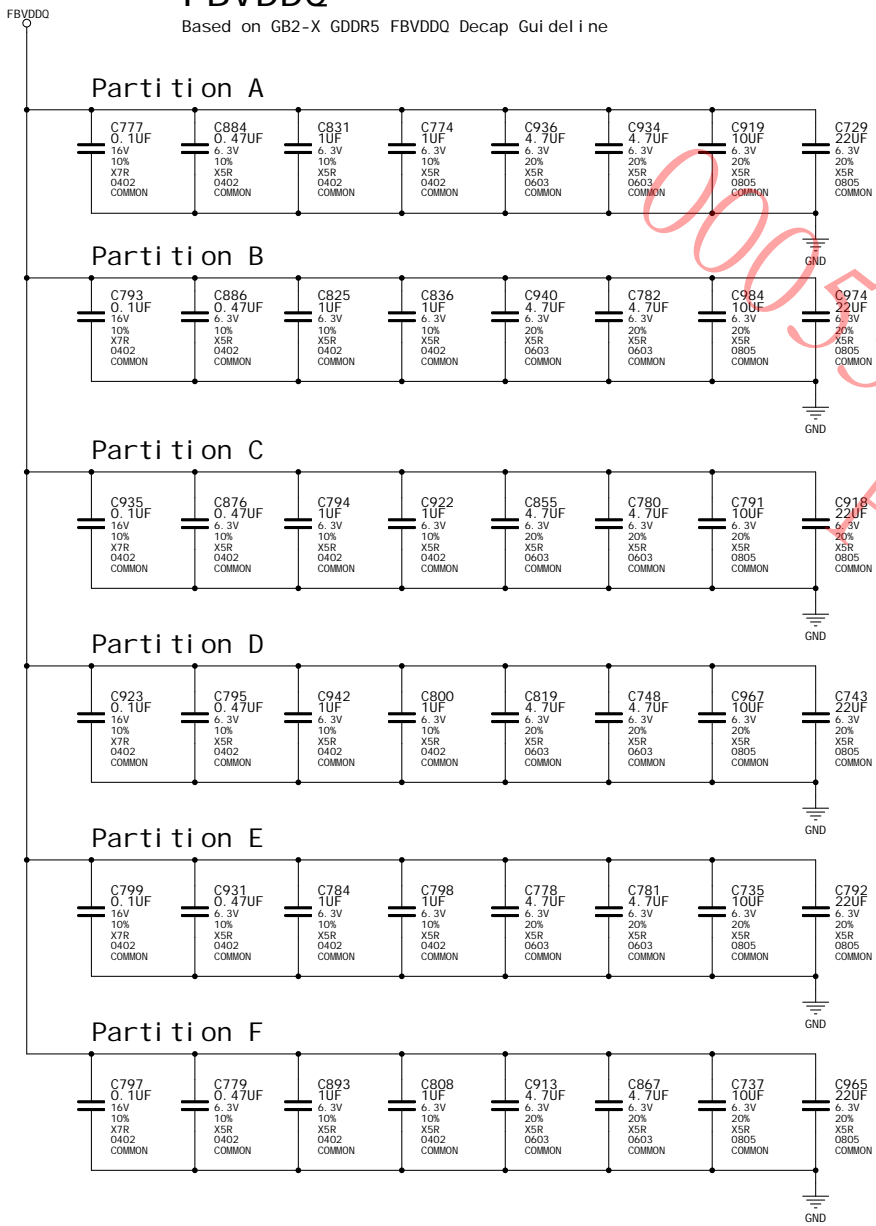 FBVDDQ
FBVDDQ
Based on GB2-X GDDR5 FBVDDQ Decap Guideline
Partition A
C777 C884 C831 C774 C936 C934 C919 C729
0.1UF 0.47UF 1UF 1UF 4.7UF 4.7UF 10UF 22UF
16V 6.3V 6.3V 6.3V 6.3V 6.3V 6.3V 6.3V
10% 10% 10% 10% 20% 20% 20% 20%
X7R X5R X5R X5R X5R X5R X5R X5R
0402 0402 0402 0402 0603 0603 0805 0805
COMMON COMMON COMMON COMMON COMMON COMMON COMMON COMMON
GND
Partition B
C793 C886 C825 C836 C940 C782 C984 C974
0.1UF 0.47UF 1UF 1UF 4.7UF 4.7UF 10UF 22UF
16V 6.3V 6.3V 6.3V 6.3V 6.3V 6.3V 6.3V
10% 10% 10% 10% 20% 20% 20% 20%
X7R X5R X5R X5R X5R X5R X5R X5R
0402 0402 0402 0402 0603 0603 0805 0805
COMMON COMMON COMMON COMMON COMMON COMMON COMMON COMMON
GND
Partition C
C935 C876 C794 C922 C855 C780 C791 C918
0.1UF 0.47UF 1UF 1UF 4.7UF 4.7UF 10UF 22UF
16V 6.3V 6.3V 6.3V 6.3V 6.3V 6.3V 6.3V
10% 10% 10% 10% 20% 20% 20% 20%
X7R X5R X5R X5R X5R X5R X5R X5R
0402 0402 0402 0402 0603 0603 0805 0805
COMMON COMMON COMMON COMMON COMMON COMMON COMMON COMMON
GND
Partition D
C923 C795 C942 C800 C819 C748 C967 C743
0.1UF 0.47UF 1UF 1UF 4.7UF 4.7UF 10UF 22UF
16V 6.3V 6.3V 6.3V 6.3V 6.3V 6.3V 6.3V
10% 10% 10% 10% 20% 20% 20% 20%
X7R X5R X5R X5R X5R X5R X5R X5R
0402 0402 0402 0402 0603 0603 0805 0805
COMMON COMMON COMMON COMMON COMMON COMMON COMMON COMMON
GND
Partition E
C799 C931 C784 C798 C778 C781 C735 C792
0.1UF 0.47UF 1UF 1UF 4.7UF 4.7UF 10UF 22UF
16V 6.3V 6.3V 6.3V 6.3V 6.3V 6.3V 6.3V
10% 10% 10% 10% 20% 20% 20% 20%
X7R X5R X5R X5R X5R X5R X5R X5R
0402 0402 0402 0402 0603 0603 0805 0805
COMMON COMMON COMMON COMMON COMMON COMMON COMMON COMMON
GND
Partition F
C797 C779 C893 C808 C913 C867 C737 C965
0.1UF 0.47UF 1UF 1UF 4.7UF 4.7UF 10UF 22UF
16V 6.3V 6.3V 6.3V 6.3V 6.3V 6.3V 6.3V
10% 10% 10% 10% 20% 20% 20% 20%
X7R X5R X5R X5R X5R X5R X5R X5R
0402 0402 0402 0402 0603 0603 0805 0805
COMMON COMMON COMMON COMMON COMMON COMMON COMMON COMMON
GND
0005